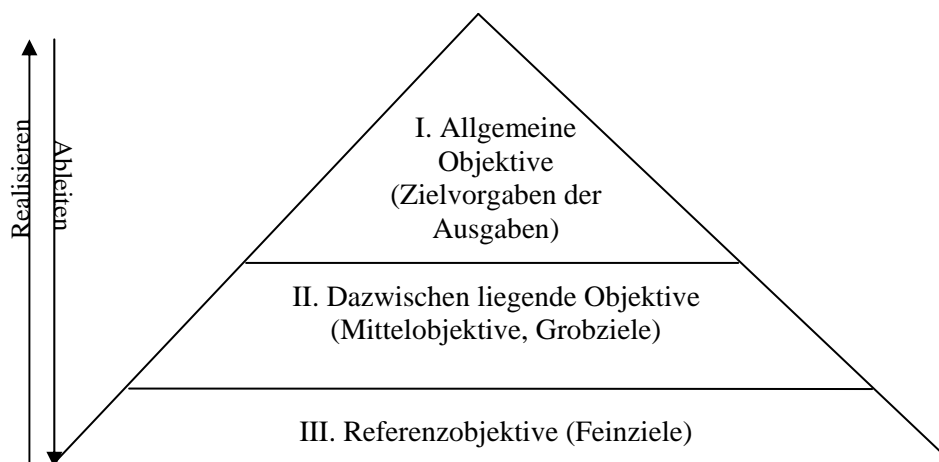 Realisieren
Ableiten
I. Allgemeine
Objektive
(Zielvorgaben der
Ausgaben)
II. Dazwischen liegende Objektive
(Mittelobjektive, Grobziele)
III. Referenzobjektive (Feinziele)